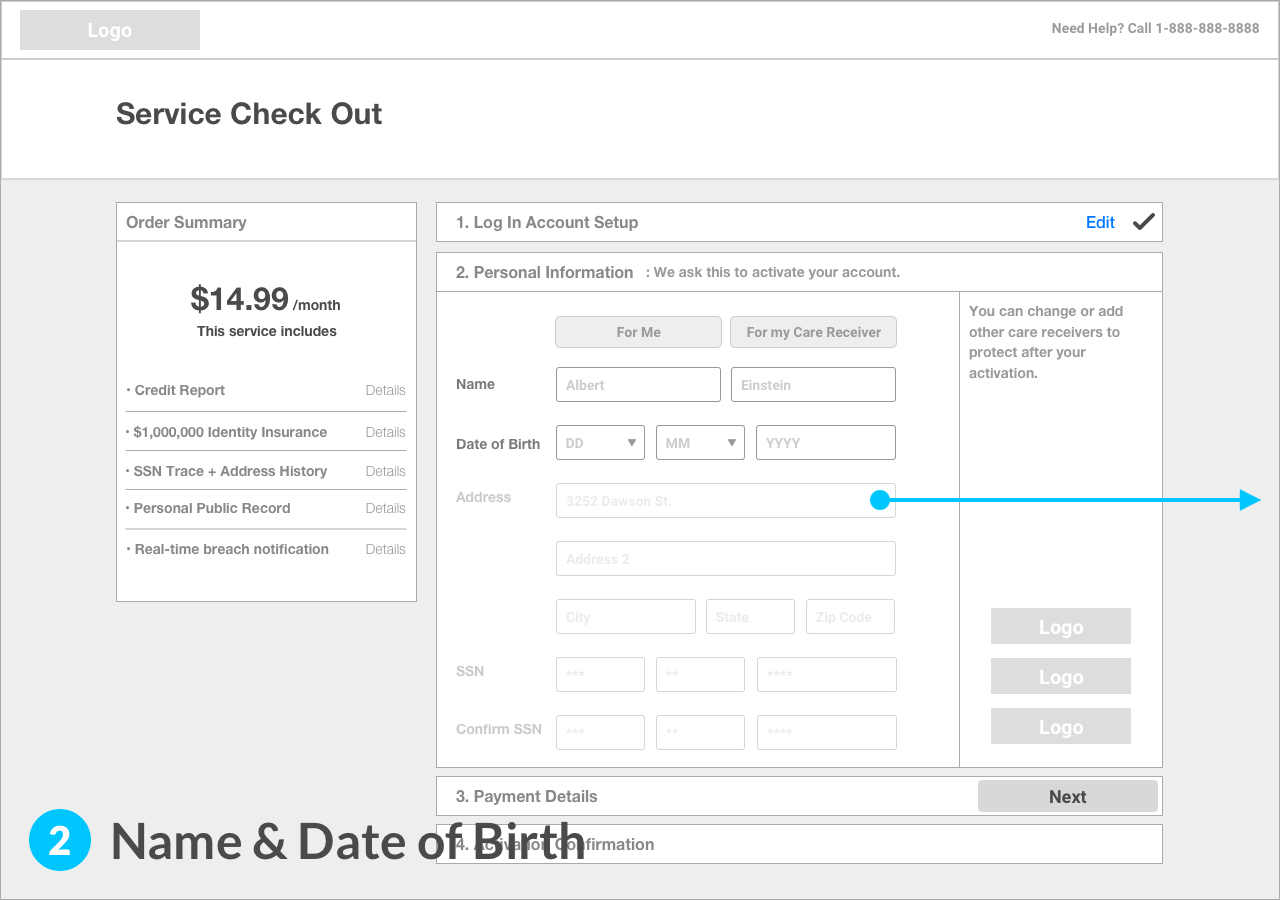 Logo
Need Help? Call 1-888-888-8888
Service Check Out
Order Summary
$14.99 /month
This service includes
• Credit Report Details
• $1,000,000 Identity Insurance Details
• SSN Trace + Address History Details
• Personal Public Record Details
• Real-time breach notification Details
1. Log In Account Setup Edit
2. Personal Information : We ask this to activate your account.
For Me For my Care Receiver
Name Albert Einstein
Date of Birth DD MM YYYY
Address 3252 Dawson St.
Address 2
City State Zip Code
SSN *** ** ****
Confirm SSN *** ** ****
You can change or add
other care receivers to
protect after your
activation.
Logo
Logo
Logo
3. Payment Details Next
4. Activation Confirmation
2 Name & Date of Birth